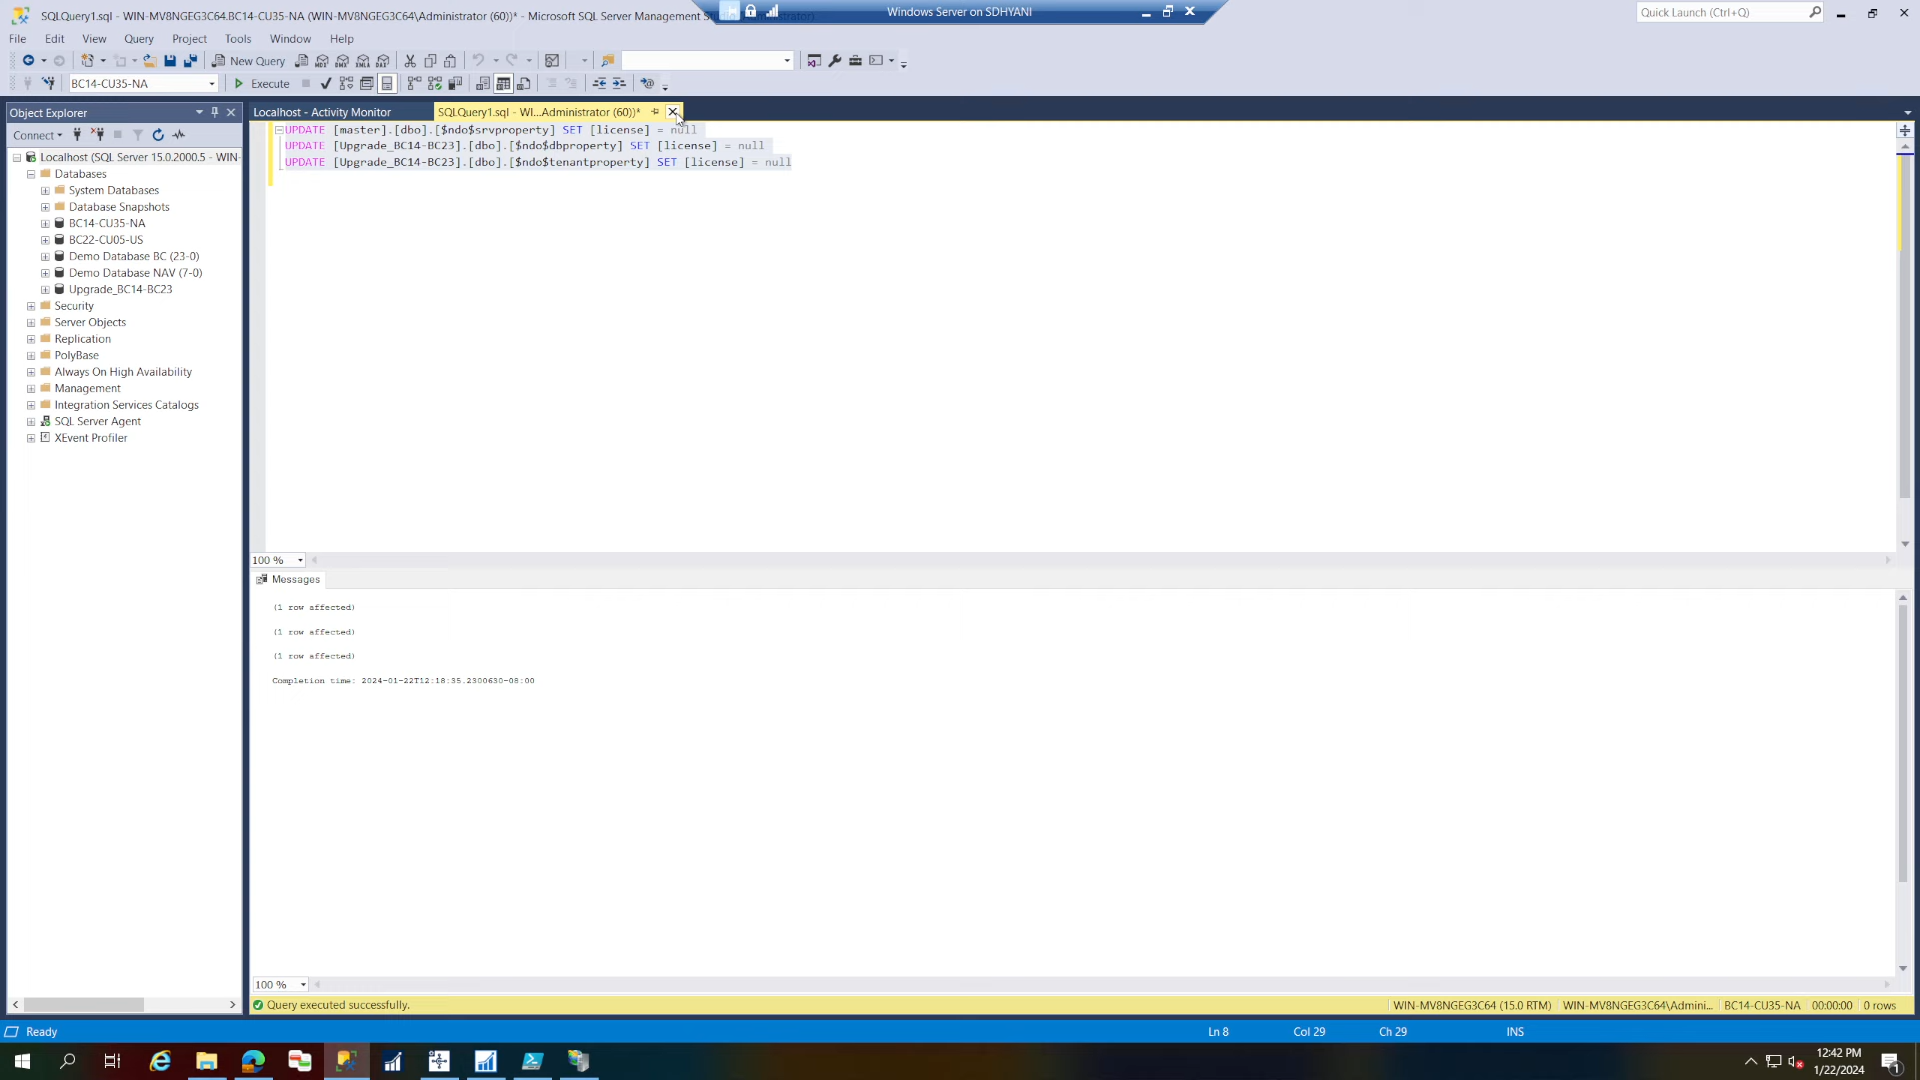 SQLQuery1.sql - WIN-MV8NGEG3C64.BC14-CU35-NA (WIN-MV8NGEG3C64\Administrator (60))* - Microsoft SQL Server Management
Windows Server on SDHYANI
Quick Launch (Ctrl+Q)
File Edit View Query Project Tools Window Help
New Query
BC14-CU35-NA
Execute
Object Explorer
Localhost - Activity Monitor
SQLQuery1.sql - WI...Administrator (60))*
Connect
Localhost (SQL Server 15.0.2000.5 - WIN-
Databases
System Databases
Database Snapshots
BC14-CU35-NA
BC22-CU05-US
Demo Database BC (23-0)
Demo Database NAV (7-0)
Upgrade_BC14-BC23
Security
Server Objects
Replication
PolyBase
Always On High Availability
Management
Integration Services Catalogs
SQL Server Agent
XEvent Profiler
UPDATE [master].[dbo].[$ndo$srvproperty] SET [license] = null
UPDATE [Upgrade_BC14-BC23].[dbo].[$ndo$dbproperty] SET [license] = null
UPDATE [Upgrade_BC14-BC23].[dbo].[$ndo$tenantproperty] SET [license] = null
100 %
Messages
(1 row affected)
(1 row affected)
(1 row affected)
Completion time: 2024-01-22T12:18:35.2300630-08:00
100 %
Query executed successfully.
WIN-MV8NGEG3C64 (15.0 RTM)
WIN-MV8NGEG3C64\Admini...
BC14-CU35-NA
00:00:00
0 rows
Ready
Ln 8
Col 29
Ch 29
INS
12:42 PM
1/22/2024
1